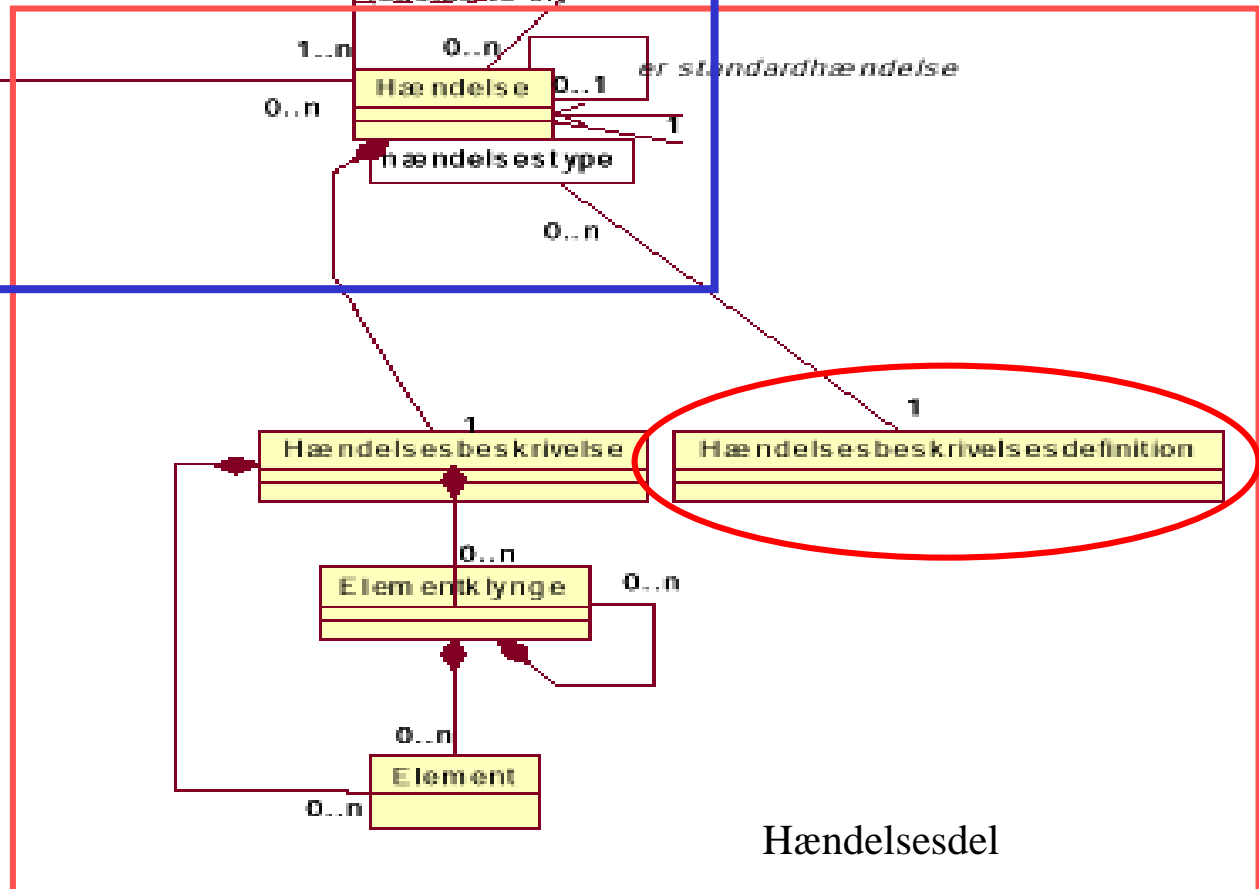 1..n
0..n
er standardhændelse
Hændelse
0..1
0..n
1
hændelsestype
0..n
1
1
Hændelsesbeskrivelse
Hændelsesbeskrivelsesdefinition
0..n
Elementklynge
0..n
0..n
Element
0..n
Hændelsesdel